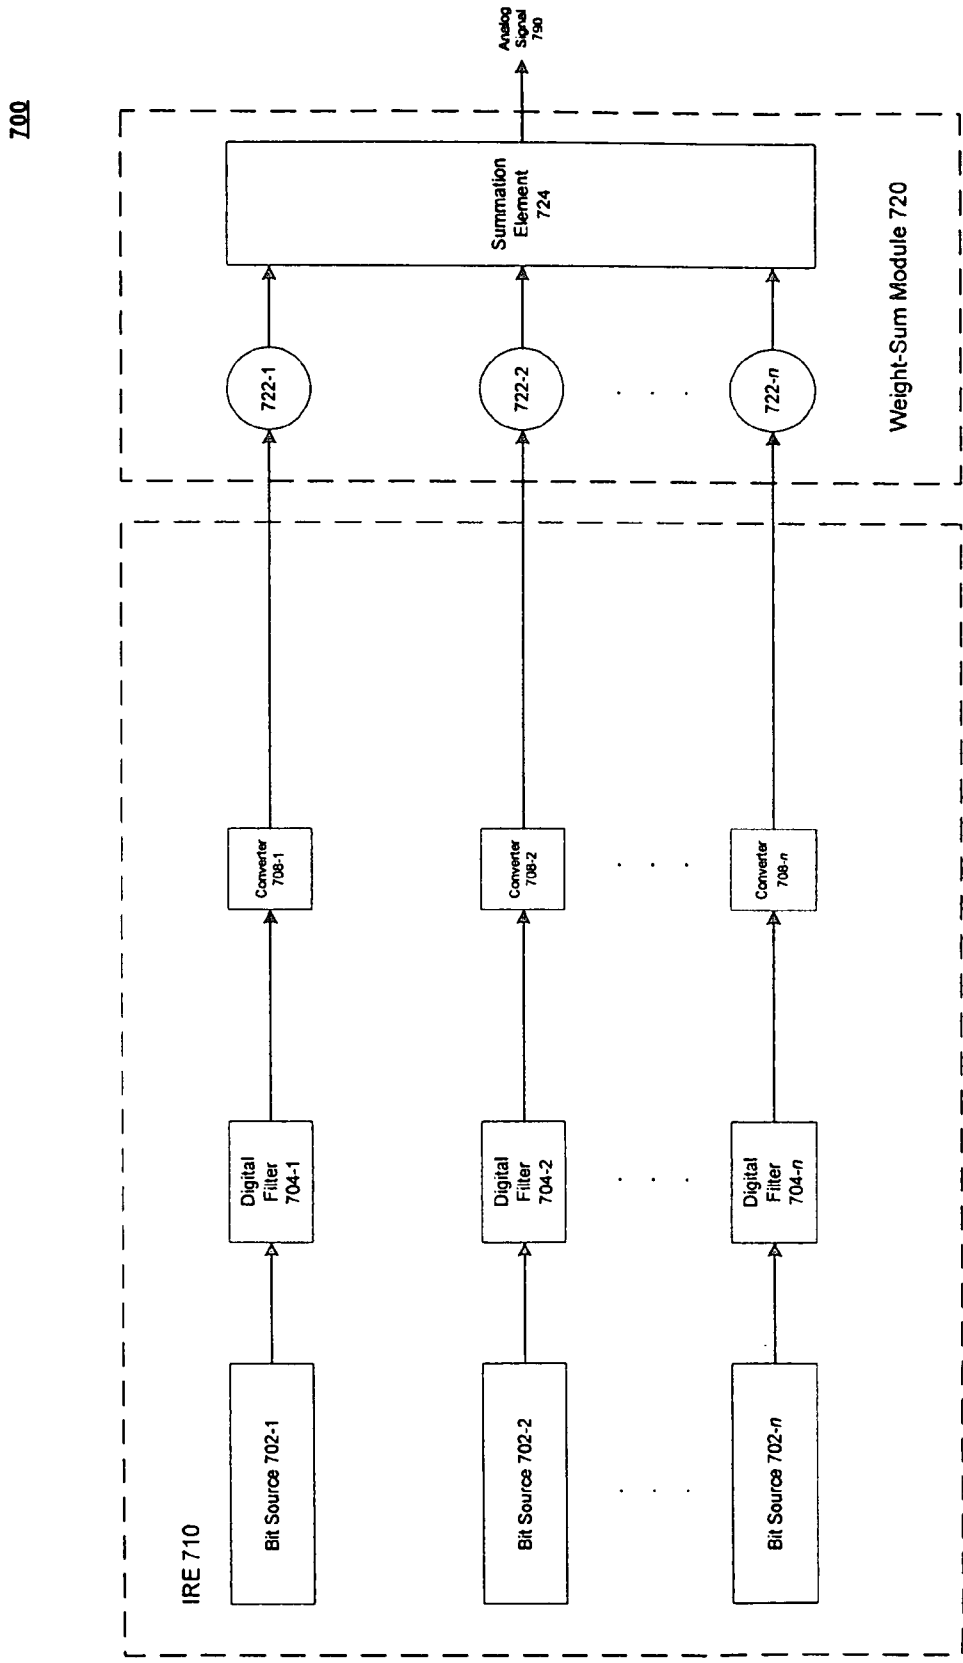 700
IRE 710
Bit Source 702-1
Digital
Filter
704-1
Converter
708-1
722-1
Bit Source 702-2
Digital
Filter
704-2
Converter
708-2
722-2
Bit Source 702-n
Digital
Filter
704-n
Converter
708-n
722-n
Summation
Element
724
Analog
Signal
790
Weight-Sum Module 720